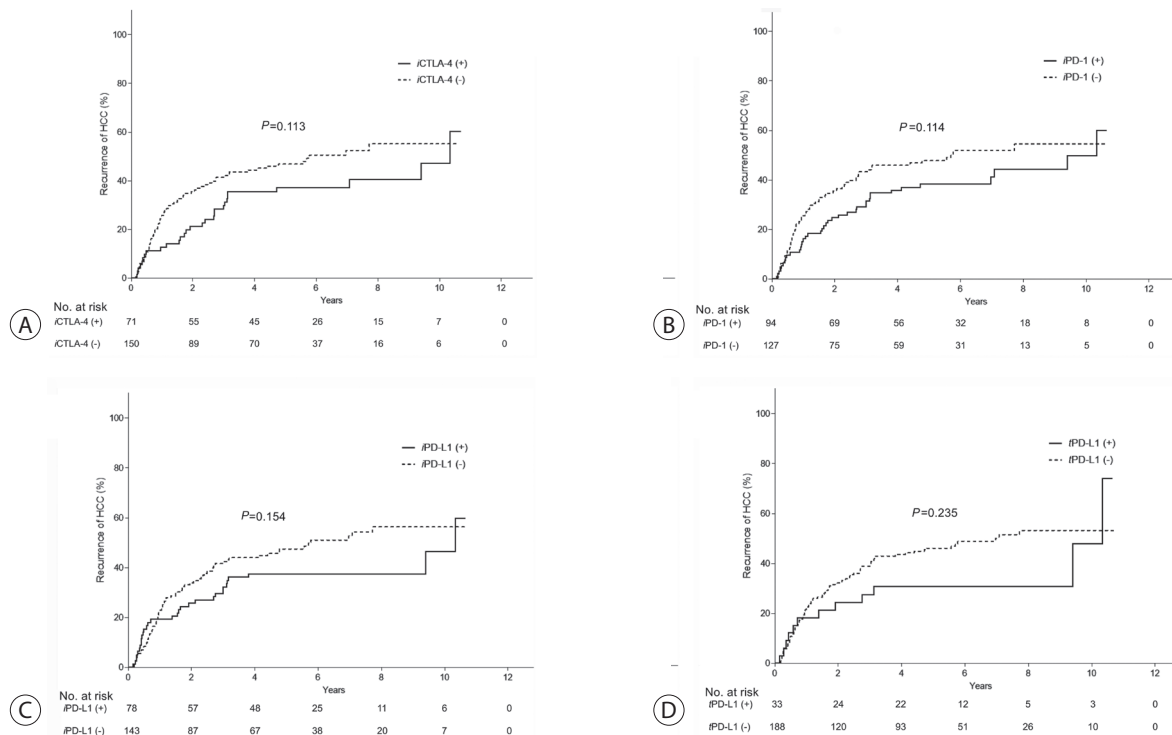 100
80
60
40
20
0
Recurrence of HCC (%)
iCTLA-4 (+)
iCTLA-4 (-)
P=0.113
0 2 4 6 8 10 12
Years
No. at risk
iCTLA-4 (+) 71 55 45 26 15 7 0
iCTLA-4 (-) 150 89 70 37 16 6 0
A
100
80
60
40
20
0
Recurrence of HCC (%)
iPD-1 (+)
iPD-1 (-)
P=0.114
0 2 4 6 8 10 12
Years
No. at risk
iPD-1 (+) 94 69 56 32 18 8 0
iPD-1 (-) 127 75 59 31 13 5 0
B
100
80
60
40
20
0
Recurrence of HCC (%)
iPD-L1 (+)
iPD-L1 (-)
P=0.154
0 2 4 6 8 10 12
Years
No. at risk
iPD-L1 (+) 78 57 48 25 11 6 0
iPD-L1 (-) 143 87 67 38 20 7 0
C
100
80
60
40
20
0
Recurrence of HCC (%)
tPD-L1 (+)
tPD-L1 (-)
P=0.235
0 2 4 6 8 10 12
Years
No. at risk
tPD-L1 (+) 33 24 22 12 5 3 0
tPD-L1 (-) 188 120 93 51 26 10 0
D